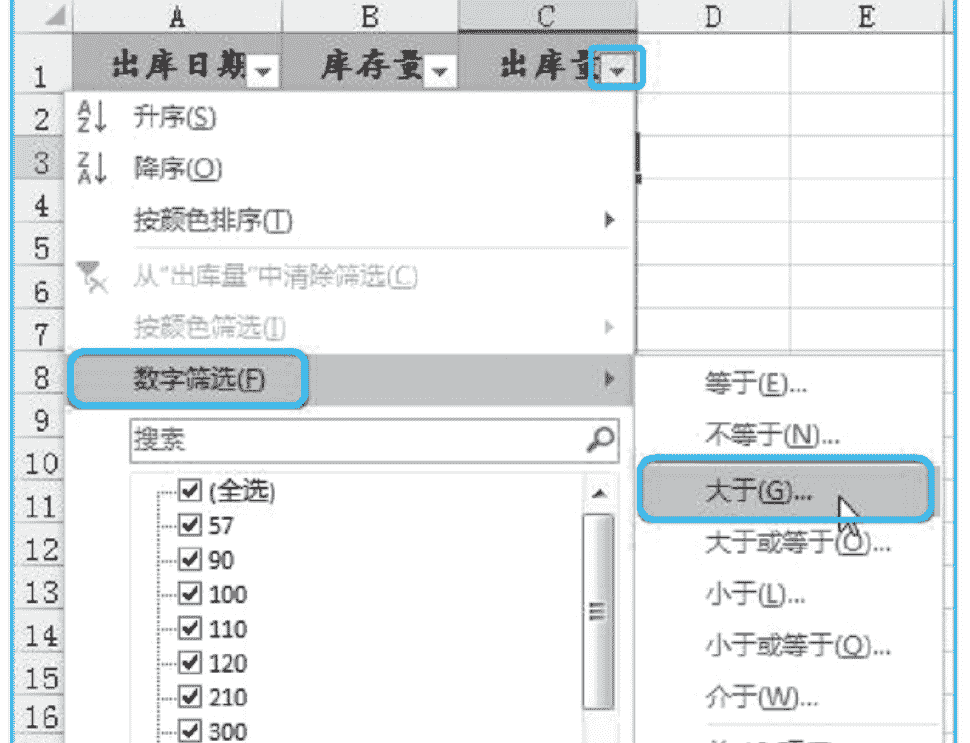 A B C D E
1 出库日期 库存量 出库量
2 升序(S)
3 降序(O)
4 按颜色排序(T)
5
6 从"出库量"中清除筛选(C)
7 按颜色筛选(I)
8 数字筛选(F) 等于(E)...
9 搜索 不等于(N)...
10
11 (全选) 大于(G)...
57
12 90 大于或等于(O)...
13 100 小于(L)...
14 110 小于或等于(Q)...
15 120
16 210 介于(W)...
300